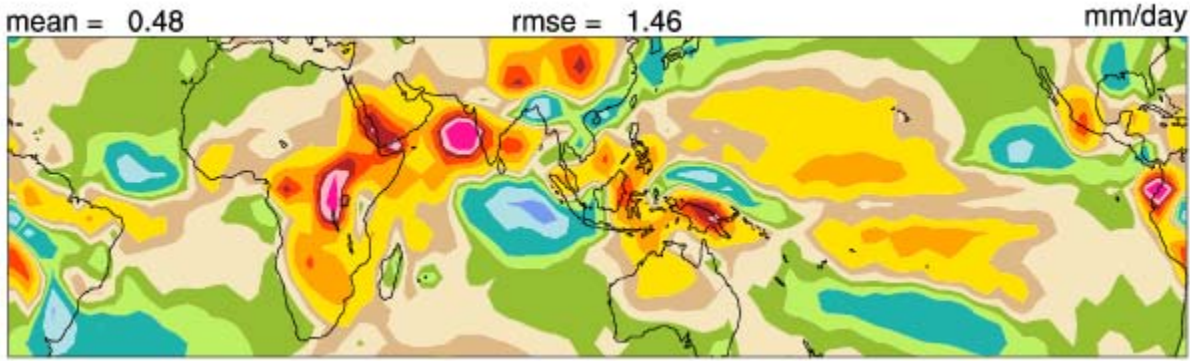 mean = 0.48 rmse = 1.46 mm/day